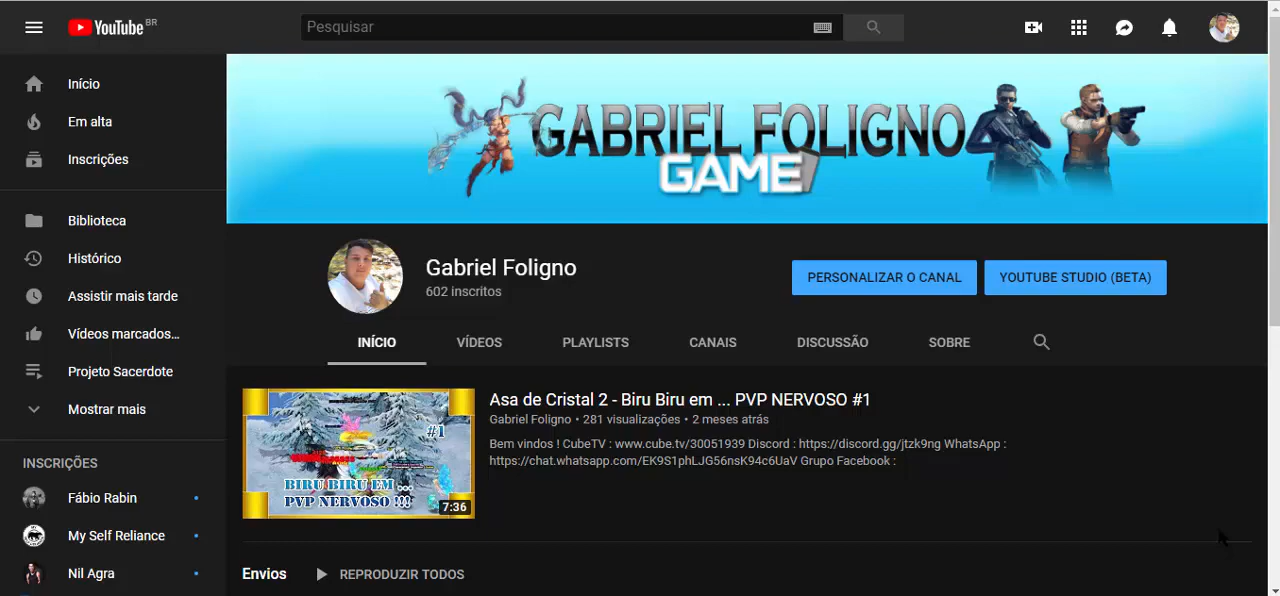 YouTube BR
Pesquisar
Início
Em alta
Inscrições
Biblioteca
Histórico
Assistir mais tarde
Vídeos marcados...
Projeto Sacerdote
Mostrar mais
INSCRIÇÕES
Fábio Rabin
My Self Reliance
Nil Agra
GABRIEL FOLIGNO
GAME
Gabriel Foligno
602 inscritos
PERSONALIZAR O CANAL
YOUTUBE STUDIO (BETA)
INÍCIO VÍDEOS PLAYLISTS CANAIS DISCUSSÃO SOBRE
#1
BIRU BIRU EM ...
PVP NERVOSO !!!
7:36
Asa de Cristal 2 - Biru Biru em ... PVP NERVOSO #1
Gabriel Foligno • 281 visualizações • 2 meses atrás
Bem vindos ! CubeTV : www.cube.tv/30051939 Discord : https://discord.gg/jtzk9ng WhatsApp :
https://chat.whatsapp.com/EK9S1phLJG56nsK94c6UaV Grupo Facebook :
Envios REPRODUZIR TODOS